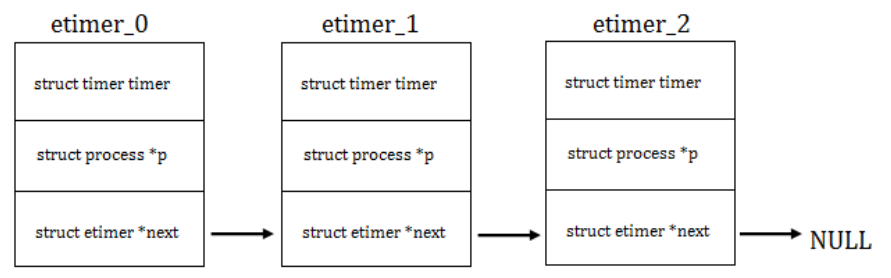 etimer_0 etimer_1 etimer_2
struct timer timer struct timer timer struct timer timer
struct process *p struct process *p struct process *p
struct etimer *next struct etimer *next struct etimer *next NULL